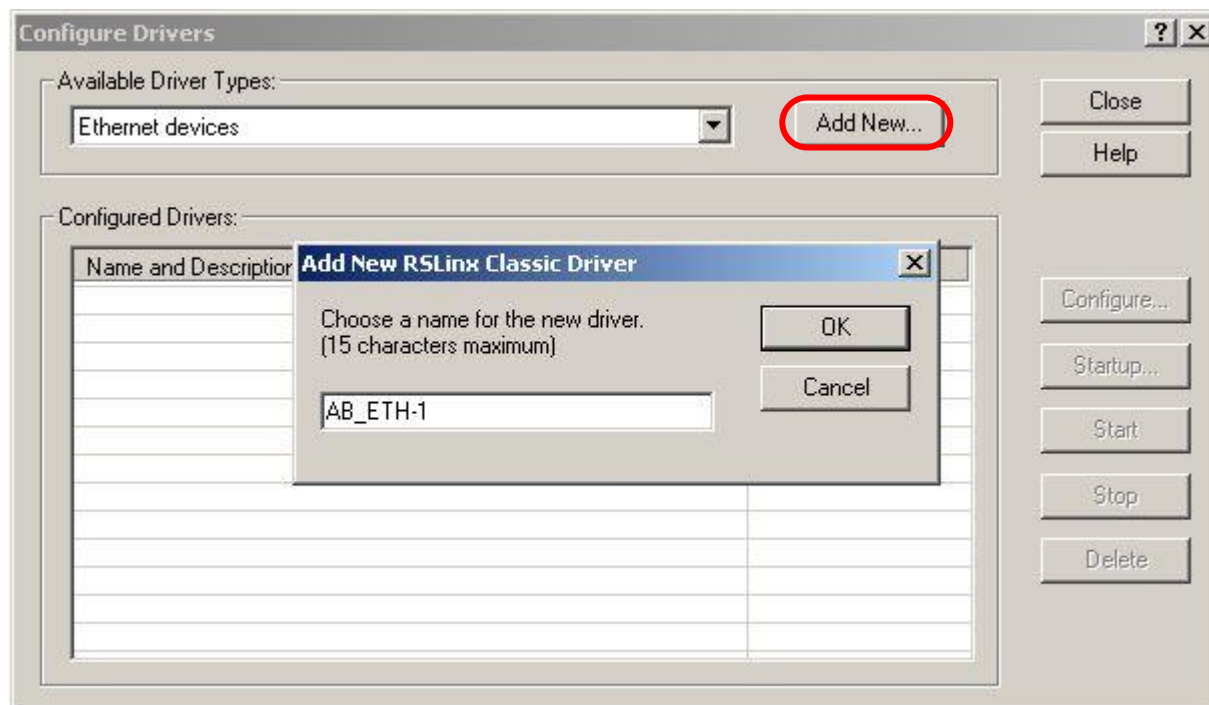 Configure Drivers
Available Driver Types:
Ethernet devices
Add New...
Close
Help
Configured Drivers:
Name and Description
Add New RSLinx Classic Driver
Choose a name for the new driver.
(15 characters maximum)
AB_ETH-1
OK
Cancel
Configure...
Startup...
Start
Stop
Delete